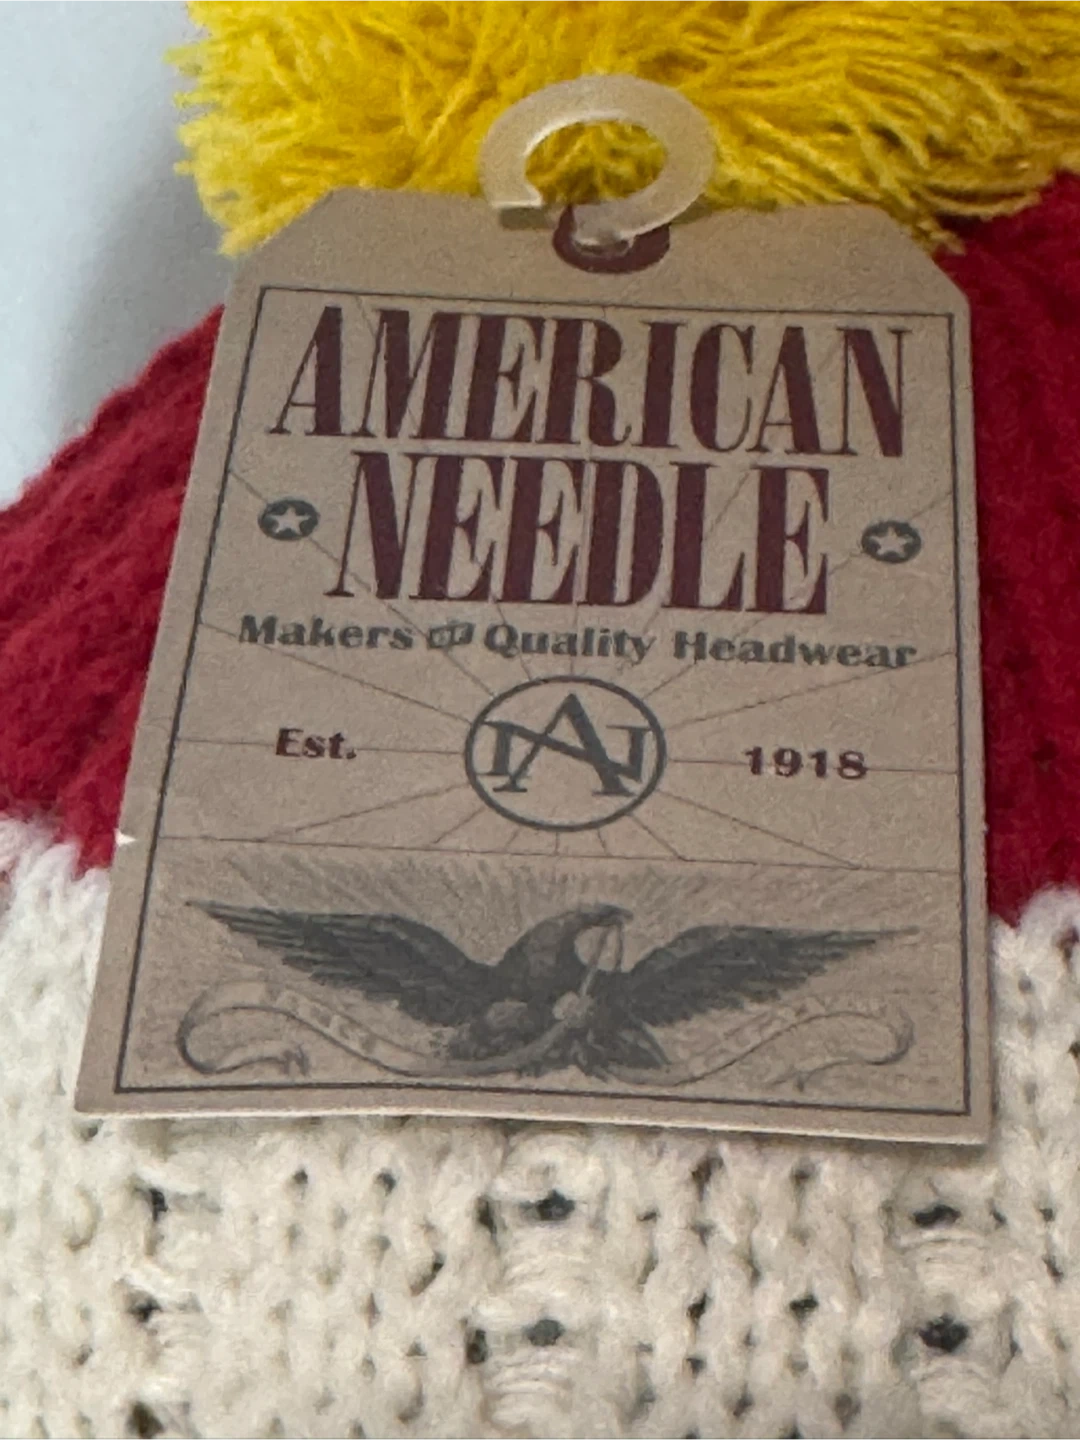 AMERICAN
NEEDLE
Makers of Quality Headwear
Est. 1918